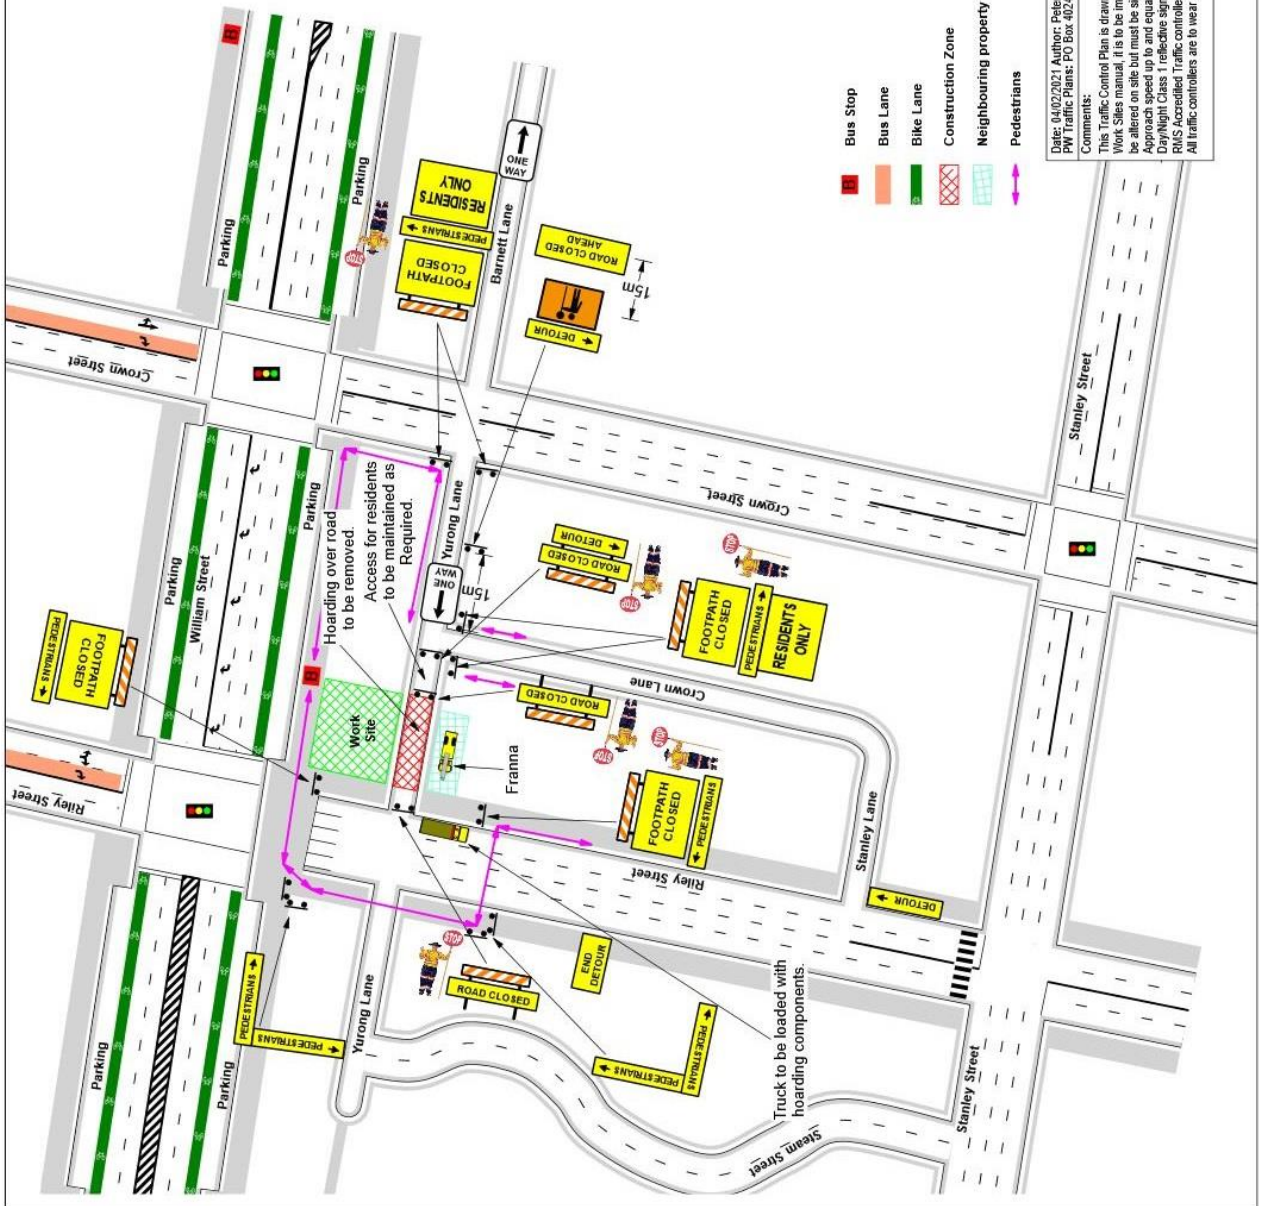 B
Parking
Parking
Crown Street
PEDESTRIANS
FOOTPATH
CLOSED
Parking
William Street
Parking
Riley Street
Parking
Parking
STOP
RESIDENTS
ONLY
PEDESTRIANS
FOOTPATH
CLOSED
ONE
WAY
Barnett Lane
ROAD CLOSED
AHEAD
DETOUR
15m
Hoarding over road
to be removed.
Access for residents
to be maintained as
Required.
Yurong Lane
ONE
WAY
15m
B
Work
Site
Franna
Crown Street
DETOUR
ROAD CLOSED
STOP
STOP
FOOTPATH
CLOSED
PEDESTRIANS
RESIDENTS
ONLY
Crown Lane
ROAD CLOSED
STOP
STOP
FOOTPATH
CLOSED
PEDESTRIANS
Riley Street
Stanley Lane
DETOUR
PEDESTRIANS
PEDESTRIANS
Yurong Lane
STOP
ROAD CLOSED
END
DETOUR
PEDESTRIANS
PEDESTRIANS
Truck to be loaded with
hoarding components.
Steam Street
Stanley Street
Stanley Street
B Bus Stop
Bus Lane
Bike Lane
Construction Zone
Neighbouring property
Pedestrians
Date: 04/02/2021 Author: Pete
PW Traffic Plans: PO Box 402
Comments:
This Traffic Control Plan is draw
Work Sites manual, it is to be im
be altered on site but must be si
Approach speed up to and equa
Day/Night Class 1 reflective sign
RMS Accredited Traffic controlle
All traffic controllers are to wear